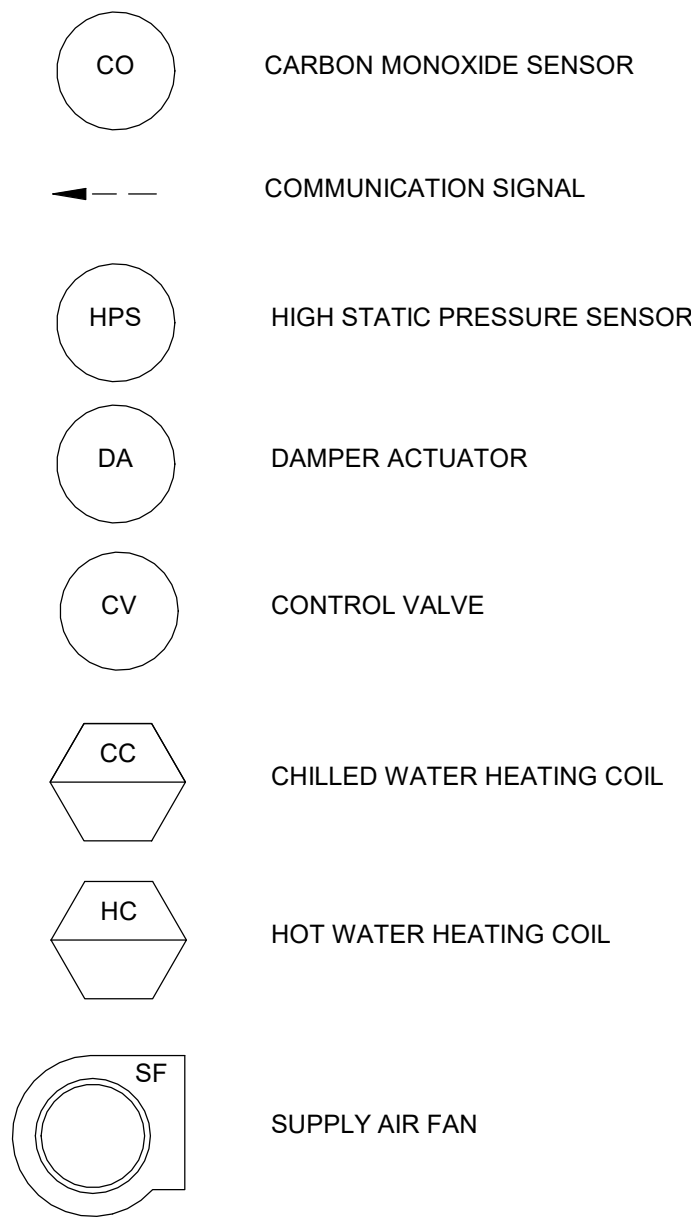 CO CARBON MONOXIDE SENSOR
COMMUNICATION SIGNAL
HPS HIGH STATIC PRESSURE SENSOR
DA DAMPER ACTUATOR
CV CONTROL VALVE
CC CHILLED WATER HEATING COIL
HC HOT WATER HEATING COIL
SF SUPPLY AIR FAN